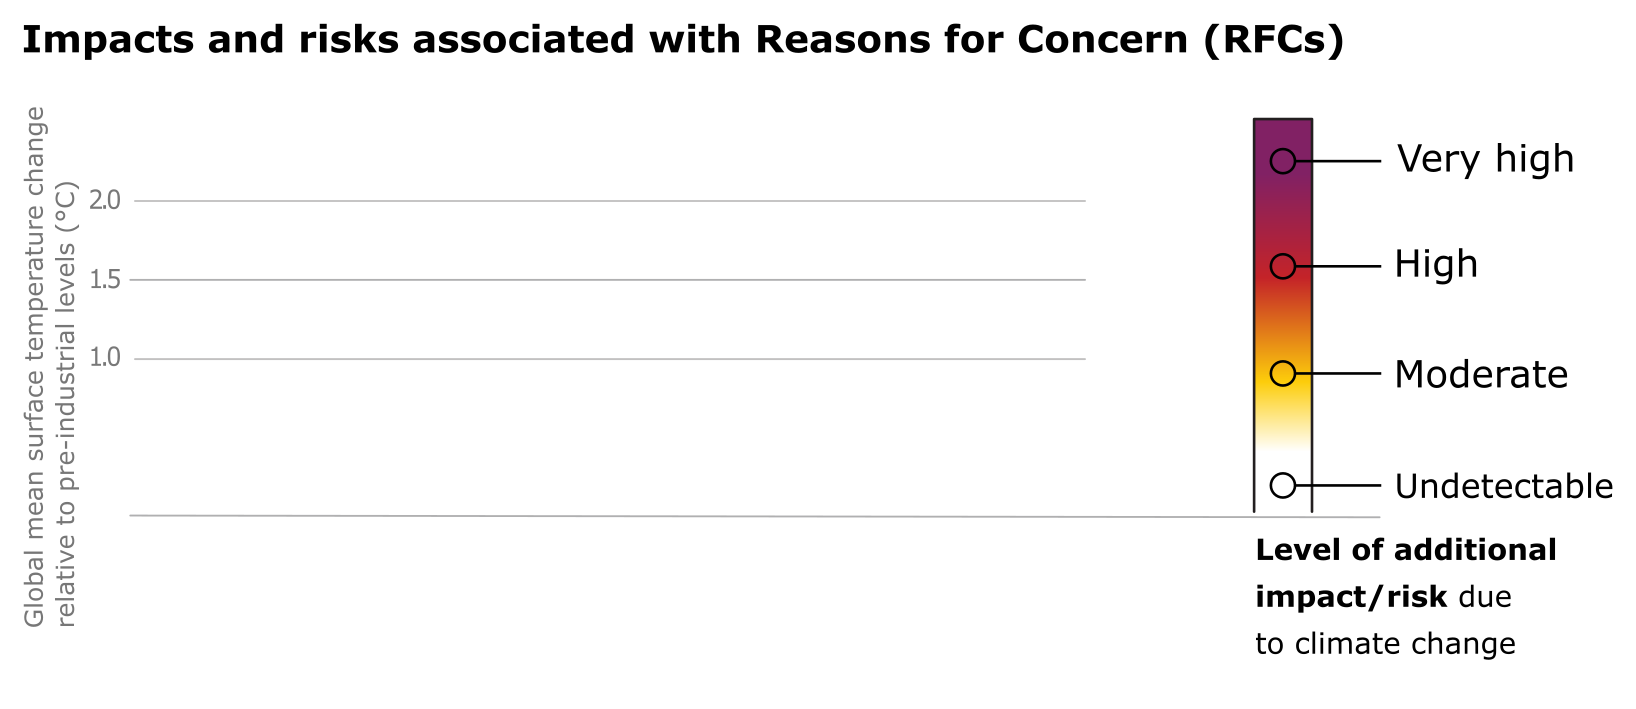 Impacts and risks associated with Reasons for Concern (RFCs)
Global mean surface temperature change
relative to pre-industrial levels (°C)
2.0
1.5
1.0
Very high
High
Moderate
Undetectable
Level of additional
impact/risk due
to climate change